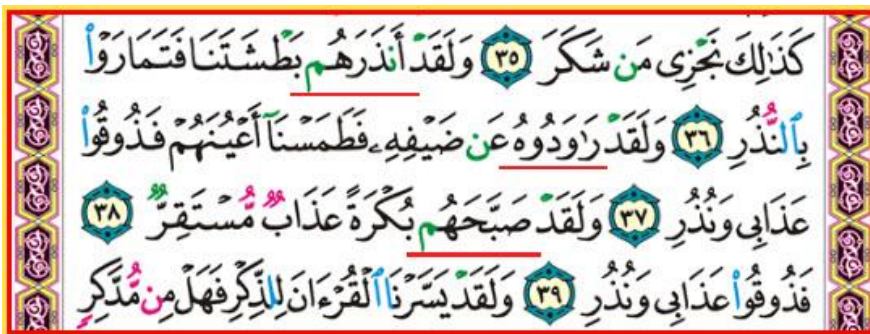 كَذَٰلِكَ نَجْزِى مَن شَكَرَ ٣٥ وَلَقَدْ أَنذَرَهُم بَطْشَتَنَا فَتَمَارَوْا۟
بِٱلنُّذُرِ ٣٦ وَلَقَدْ رَٰوَدُوهُ عَن ضَيْفِهِۦ فَطَمَسْنَآ أَعْيُنَهُمْ فَذُوقُوا۟
عَذَابِى وَنُذُرِ ٣٧ وَلَقَدْ صَبَّحَهُم بُكْرَةً عَذَابٌ مُّسْتَقِرٌّ ٣٨
فَذُوقُوا۟ عَذَابِى وَنُذُرِ ٣٩ وَلَقَدْ يَسَّرْنَا ٱلْقُرْءَانَ لِلذِّكْرِ فَهَلْ مِن مُّدَّكِرٍ